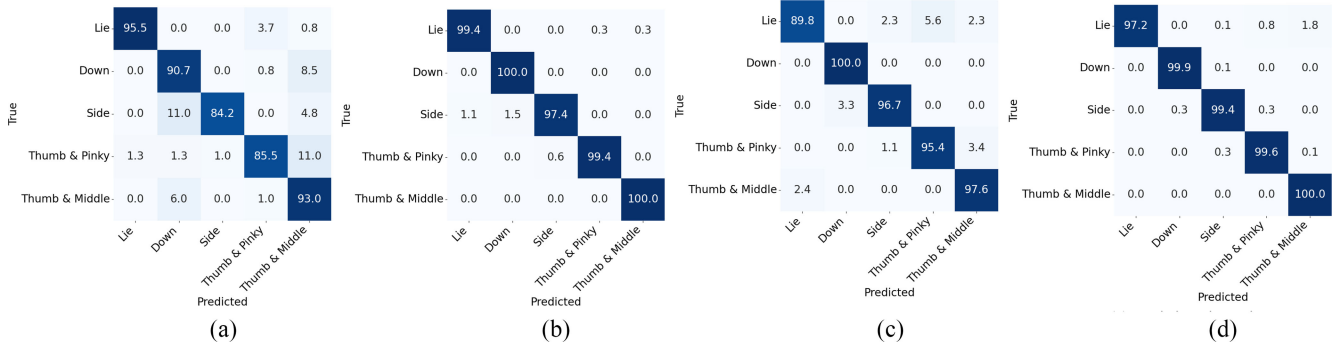 True
Lie 95.5 0.0 0.0 3.7 0.8
Down 0.0 90.7 0.0 0.8 8.5
Side 0.0 11.0 84.2 0.0 4.8
Thumb & Pinky 1.3 1.3 1.0 85.5 11.0
Thumb & Middle 0.0 6.0 0.0 1.0 93.0
Lie Down Side Thumb & Pinky Thumb & Middle
Predicted
(a)
True
Lie 99.4 0.0 0.0 0.3 0.3
Down 0.0 100.0 0.0 0.0 0.0
Side 1.1 1.5 97.4 0.0 0.0
Thumb & Pinky 0.0 0.0 0.6 99.4 0.0
Thumb & Middle 0.0 0.0 0.0 0.0 100.0
Lie Down Side Thumb & Pinky Thumb & Middle
Predicted
(b)
True
Lie 89.8 0.0 2.3 5.6 2.3
Down 0.0 100.0 0.0 0.0 0.0
Side 0.0 3.3 96.7 0.0 0.0
Thumb & Pinky 0.0 0.0 1.1 95.4 3.4
Thumb & Middle 2.4 0.0 0.0 0.0 97.6
Lie Down Side Thumb & Pinky Thumb & Middle
Predicted
(c)
True
Lie 97.2 0.0 0.1 0.8 1.8
Down 0.0 99.9 0.1 0.0 0.0
Side 0.0 0.3 99.4 0.3 0.0
Thumb & Pinky 0.0 0.0 0.3 99.6 0.1
Thumb & Middle 0.0 0.0 0.0 0.0 100.0
Lie Down Side Thumb & Pinky Thumb & Middle
Predicted
(d)